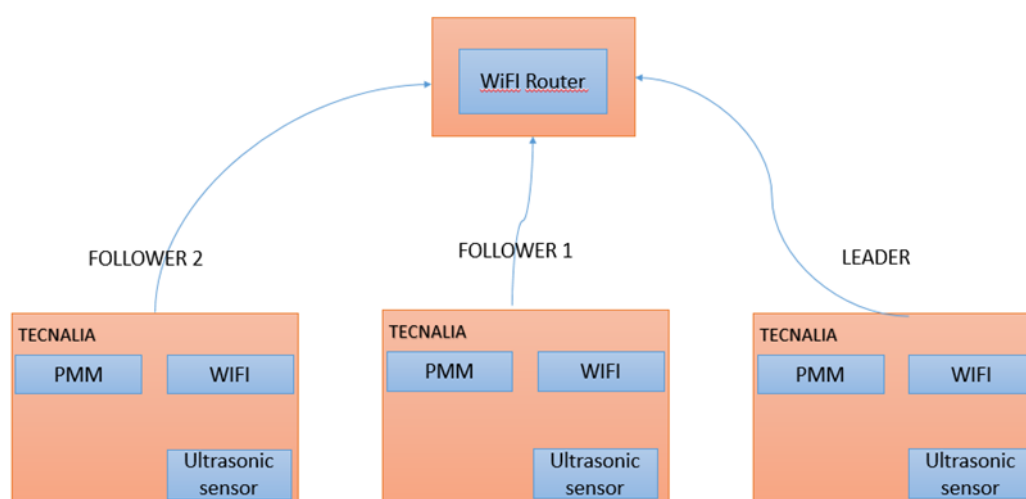 WiFI Router
FOLLOWER 2
FOLLOWER 1
LEADER
TECNALIA
PMM
WIFI
Ultrasonic
sensor
TECNALIA
PMM
WIFI
Ultrasonic
sensor
TECNALIA
PMM
WIFI
Ultrasonic
sensor